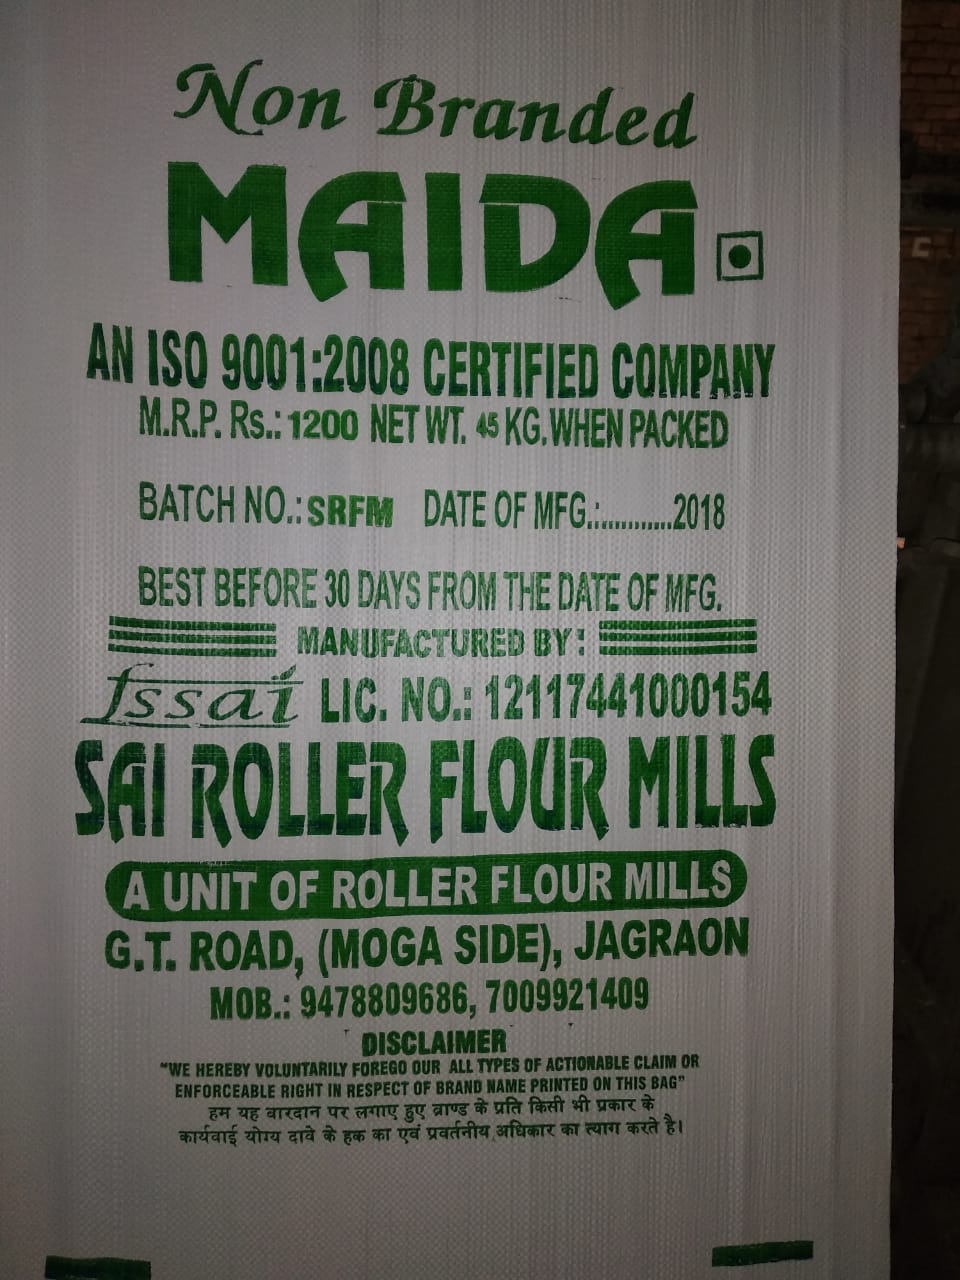 Non Branded
MAIDA
AN ISO 9001:2008 CERTIFIED COMPANY
M.R.P. Rs.: 1200 NET WT. 45 KG. WHEN PACKED
BATCH NO.: SRFM DATE OF MFG.:............2018
BEST BEFORE 30 DAYS FROM THE DATE OF MFG.
MANUFACTURED BY:
fssai LIC. NO.: 12117441000154
SAI ROLLER FLOUR MILLS
A UNIT OF ROLLER FLOUR MILLS
G.T. ROAD, (MOGA SIDE), JAGRAON
MOB.: 9478809686, 7009921409
DISCLAIMER
"WE HEREBY VOLUNTARILY FOREGO OUR ALL TYPES OF ACTIONABLE CLAIM OR
ENFORCEABLE RIGHT IN RESPECT OF BRAND NAME PRINTED ON THIS BAG"
हम यह बारदान पर लगाए हुए ब्राण्ड के प्रति किसी भी प्रकार के
कार्यवाई योग्य दावे के हक का एवं प्रवर्तनीय अधिकार का त्याग करते है।